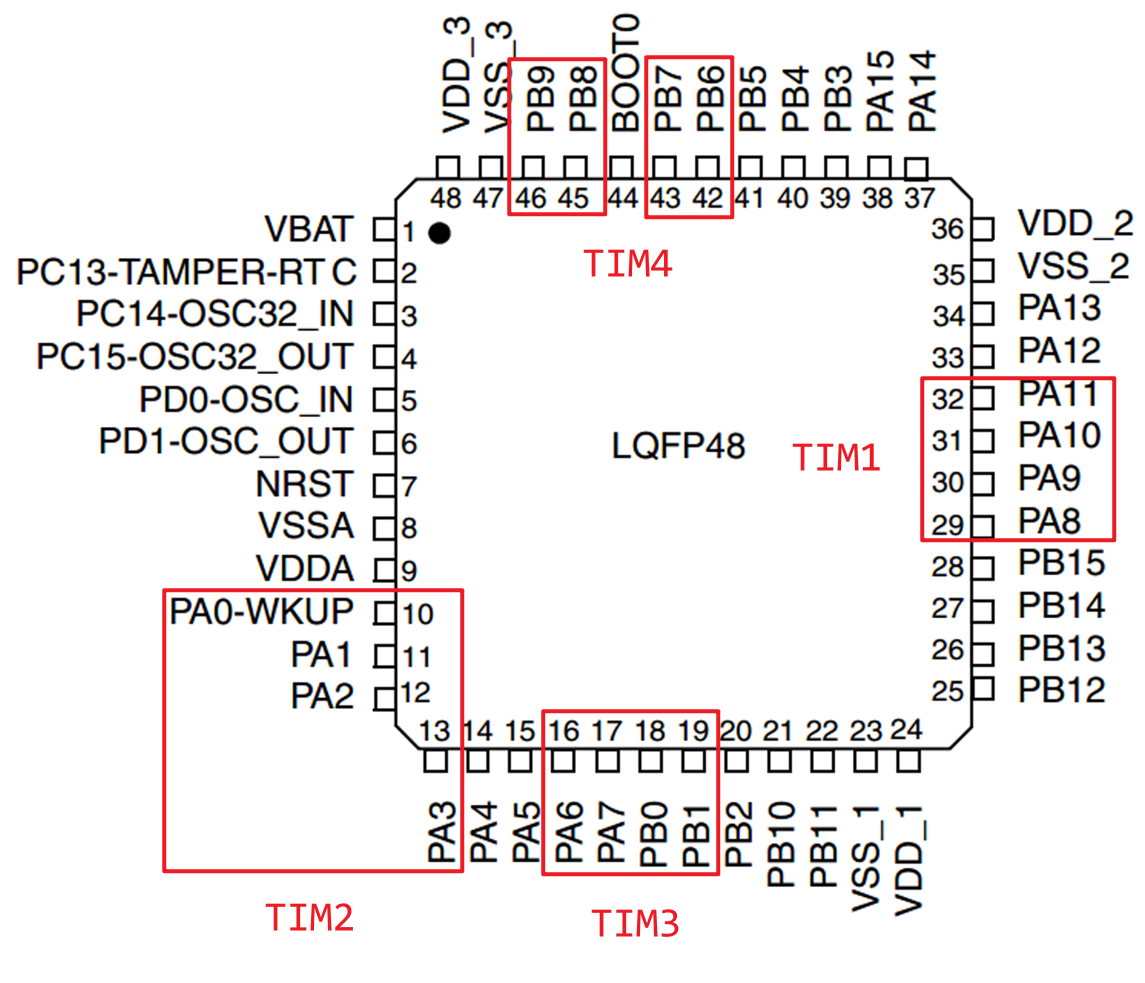 VDD_3
VSS_3
PB9
PB8
BOOT0
PB7
PB6
PB5
PB4
PB3
PA15
PA14
48 47 46 45 44 43 42 41 40 39 38 37
VBAT 1
PC13-TAMPER-RT C 2
PC14-OSC32_IN 3
PC15-OSC32_OUT 4
PD0-OSC_IN 5
PD1-OSC_OUT 6
NRST 7
VSSA 8
VDDA 9
PA0-WKUP 10
PA1 11
PA2 12
TIM4
LQFP48
TIM1
36 VDD_2
35 VSS_2
34 PA13
33 PA12
32 PA11
31 PA10
30 PA9
29 PA8
28 PB15
27 PB14
26 PB13
25 PB12
13 14 15 16 17 18 19 20 21 22 23 24
PA3
PA4
PA5
PA6
PA7
PB0
PB1
PB2
PB10
PB11
VSS_1
VDD_1
TIM2
TIM3